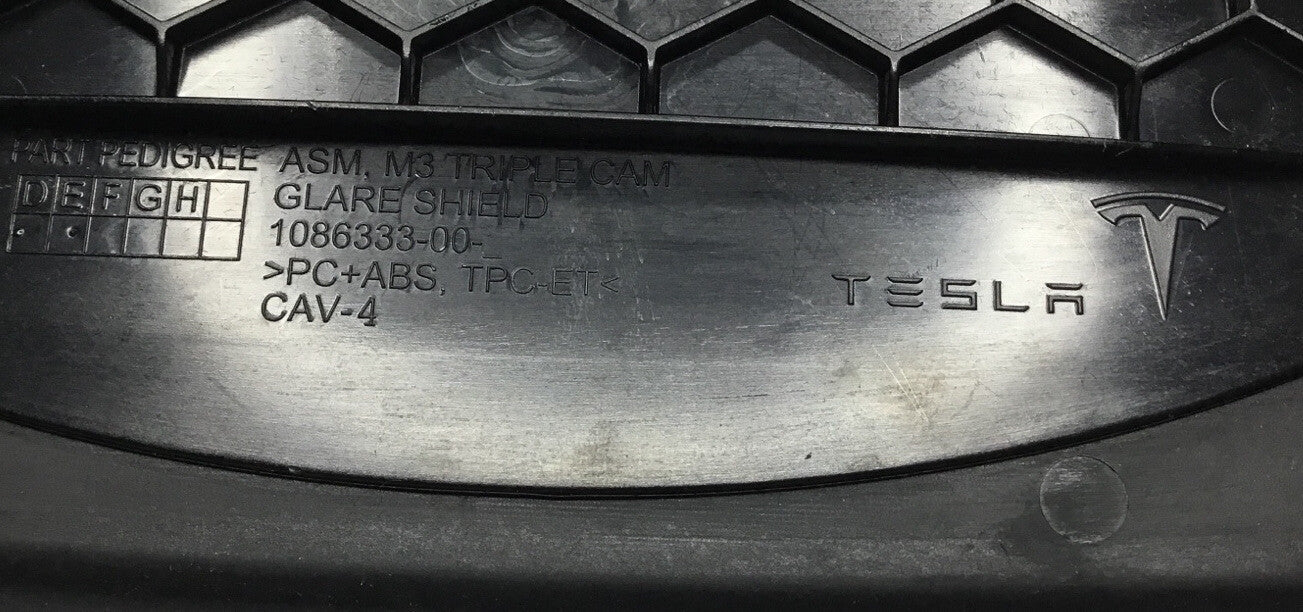 PART PEDIGREE
D E F G H
ASM, M3 TRIPLE CAM
GLARE SHIELD
1086333-00-_
>PC+ABS, TPC-ET<
CAV-4
TESLA